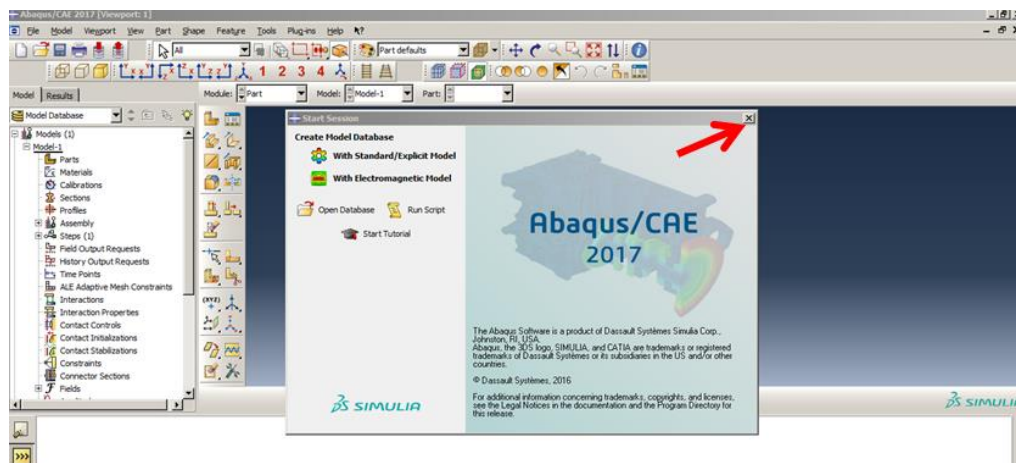 Abaqus/CAE 2017 [Viewport: 1]
File Model Viewport View Part Shape Feature Tools Plug-ins Help
All
Part defaults
1 2 3 4
Model Results
Module: Part Model: Model-1 Part:
Model Database
Models (1)
Model-1
Parts
Materials
Calibrations
Sections
Profiles
Assembly
Steps (1)
Field Output Requests
History Output Requests
Time Points
ALE Adaptive Mesh Constraints
Interactions
Interaction Properties
Contact Controls
Contact Initializations
Contact Stabilizations
Constraints
Connector Sections
Fields
(XYZ)
Start Session
Create Model Database
With Standard/Explicit Model
With Electromagnetic Model
Open Database Run Script
Start Tutorial
Abaqus/CAE
2017
The Abaqus Software is a product of Dassault Systèmes Simulia Corp.,
Johnston, RI, USA.
Abaqus, the 3DS logo, SIMULIA, and CATIA are trademarks or registered
trademarks of Dassault Systèmes or its subsidiaries in the US and/or other
countries.
© Dassault Systèmes, 2016
For additional information concerning trademarks, copyrights, and licenses,
see the Legal Notices in the documentation and the Program Directory for
this release.
SIMULIA
SIMULI
>>>